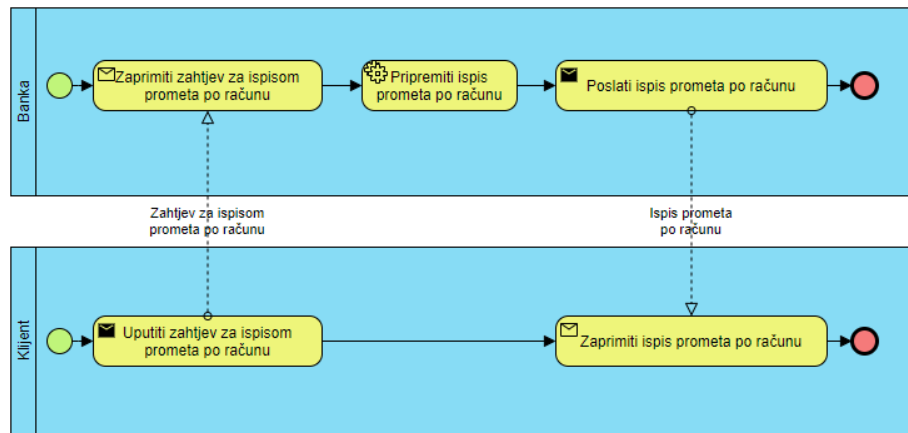 Banka
Zaprimiti zahtjev za ispisom
prometa po računu
Pripremiti ispis
prometa po računu
Poslati ispis prometa po računu
Zahtjev za ispisom
prometa po računu
Ispis prometa
po računu
Klijent
Uputiti zahtjev za ispisom
prometa po računu
Zaprimiti ispis prometa po računu